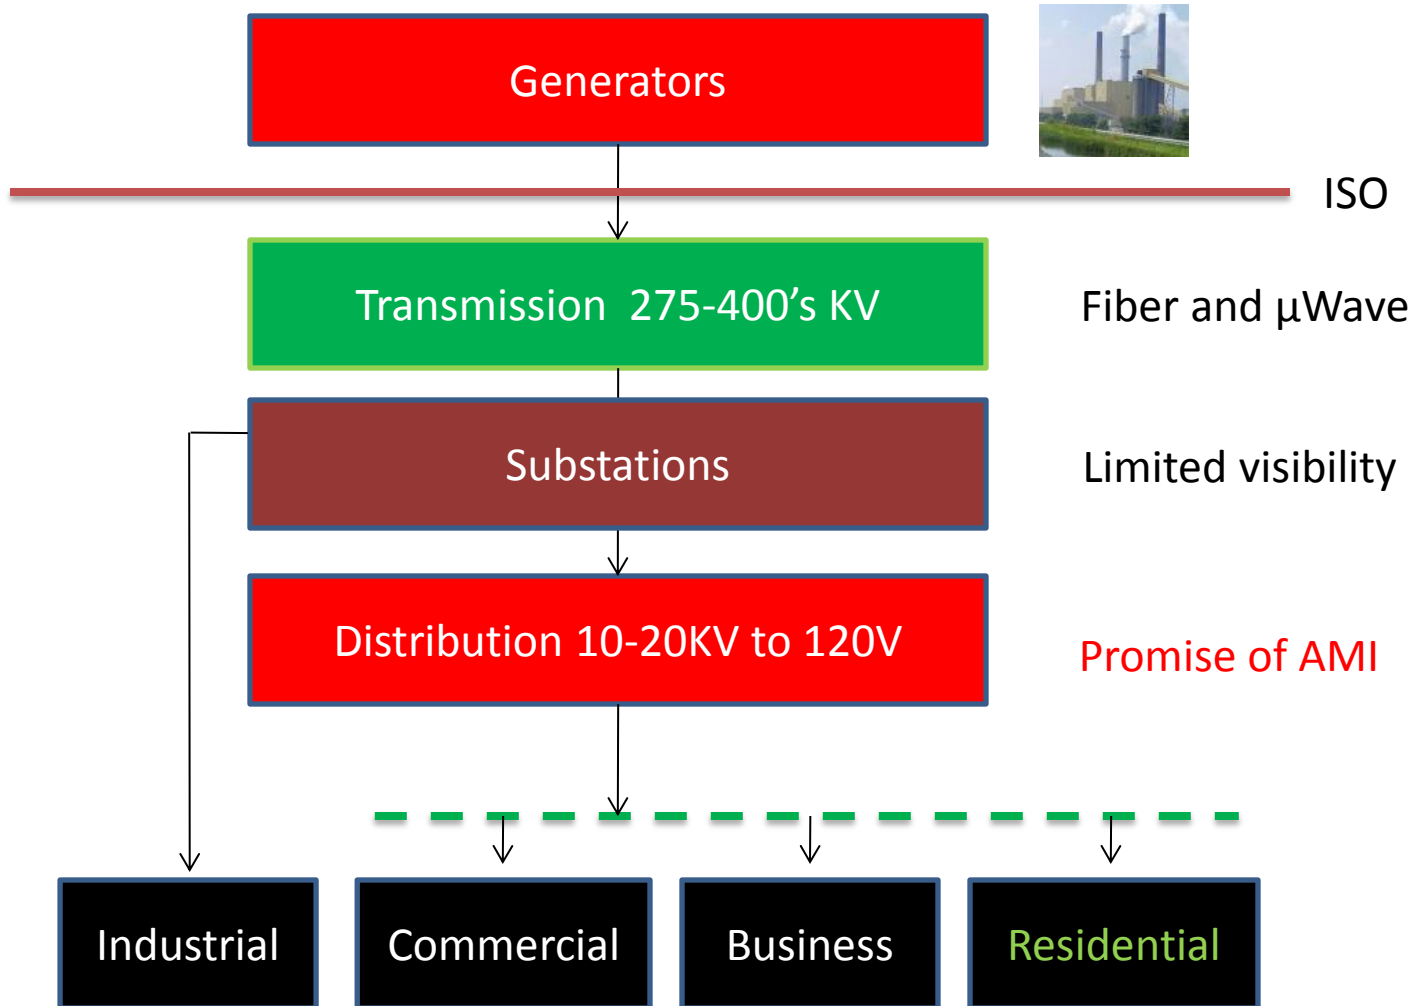 Generators
ISO
Transmission  275-400’s KV
Fiber and µWave
Substations
Limited visibility
Distribution 10-20KV to 120V
Promise of AMI
Industrial
Commercial
Business
Residential